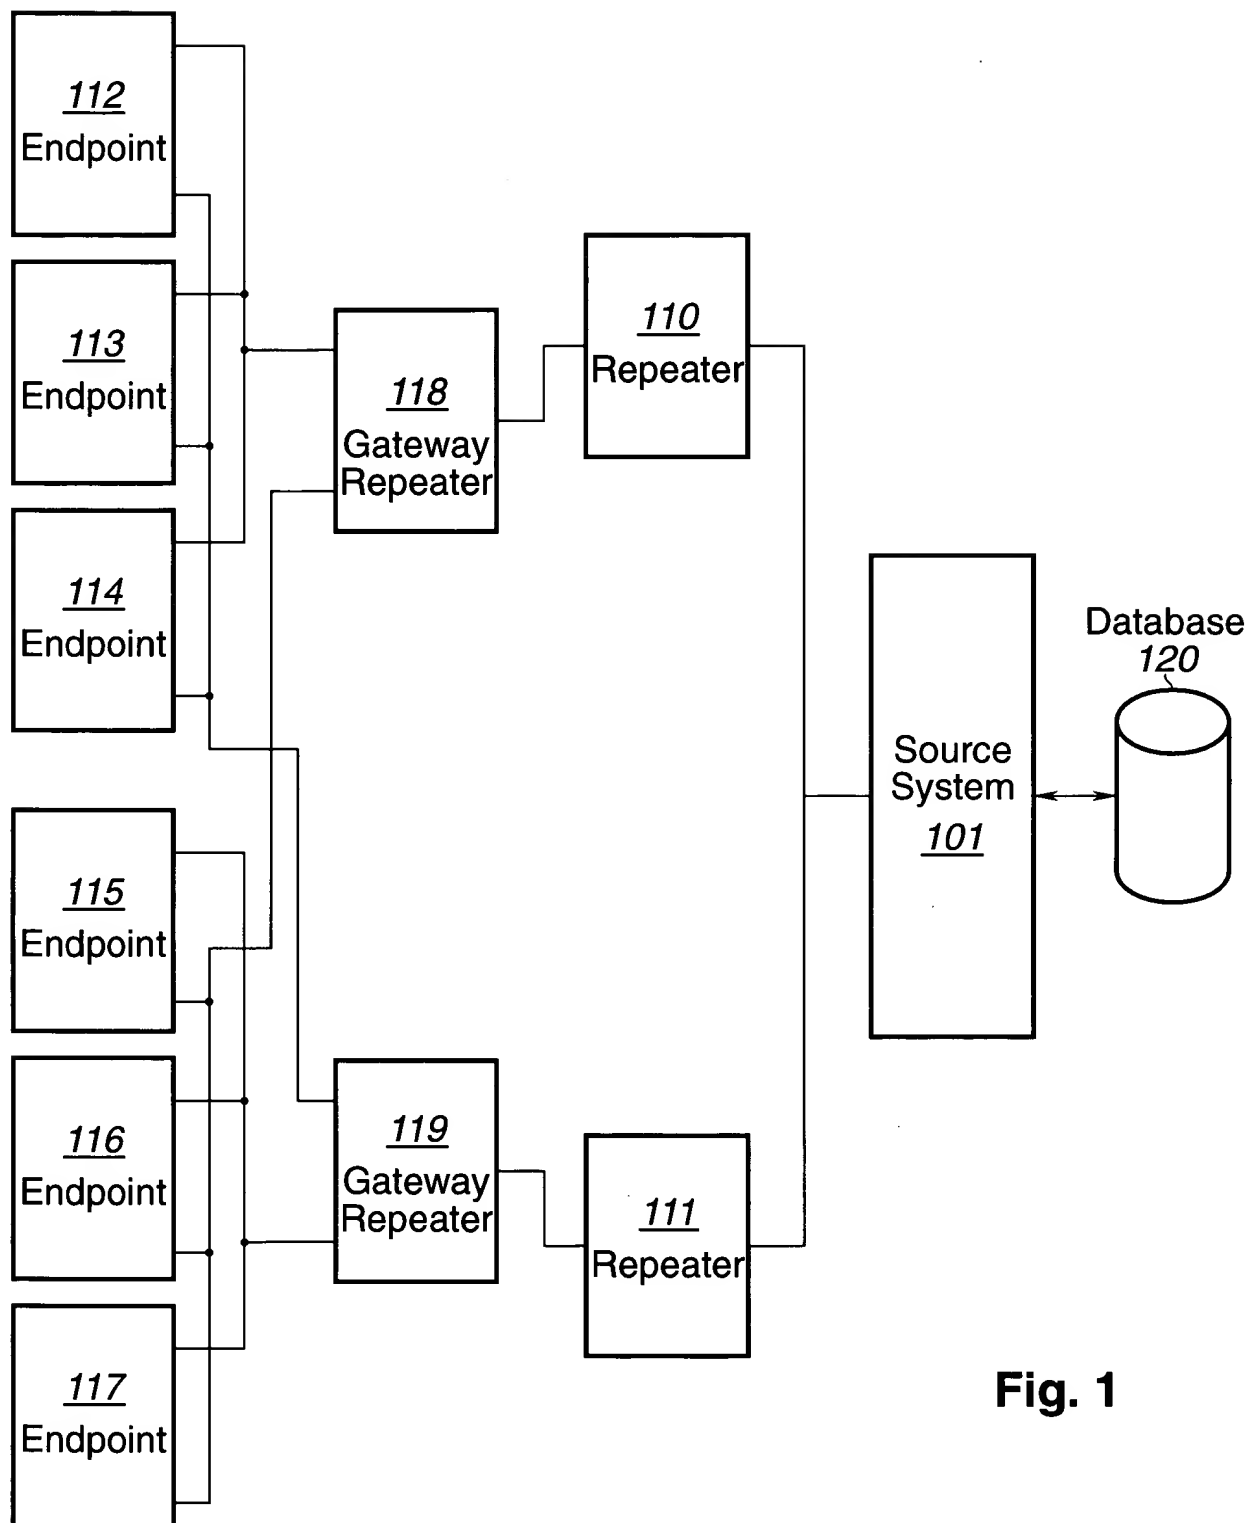 112
Endpoint
113
Endpoint
114
Endpoint
115
Endpoint
116
Endpoint
117
Endpoint
118
Gateway
Repeater
119
Gateway
Repeater
110
Repeater
111
Repeater
Source
System
101
Database
120
Fig. 1